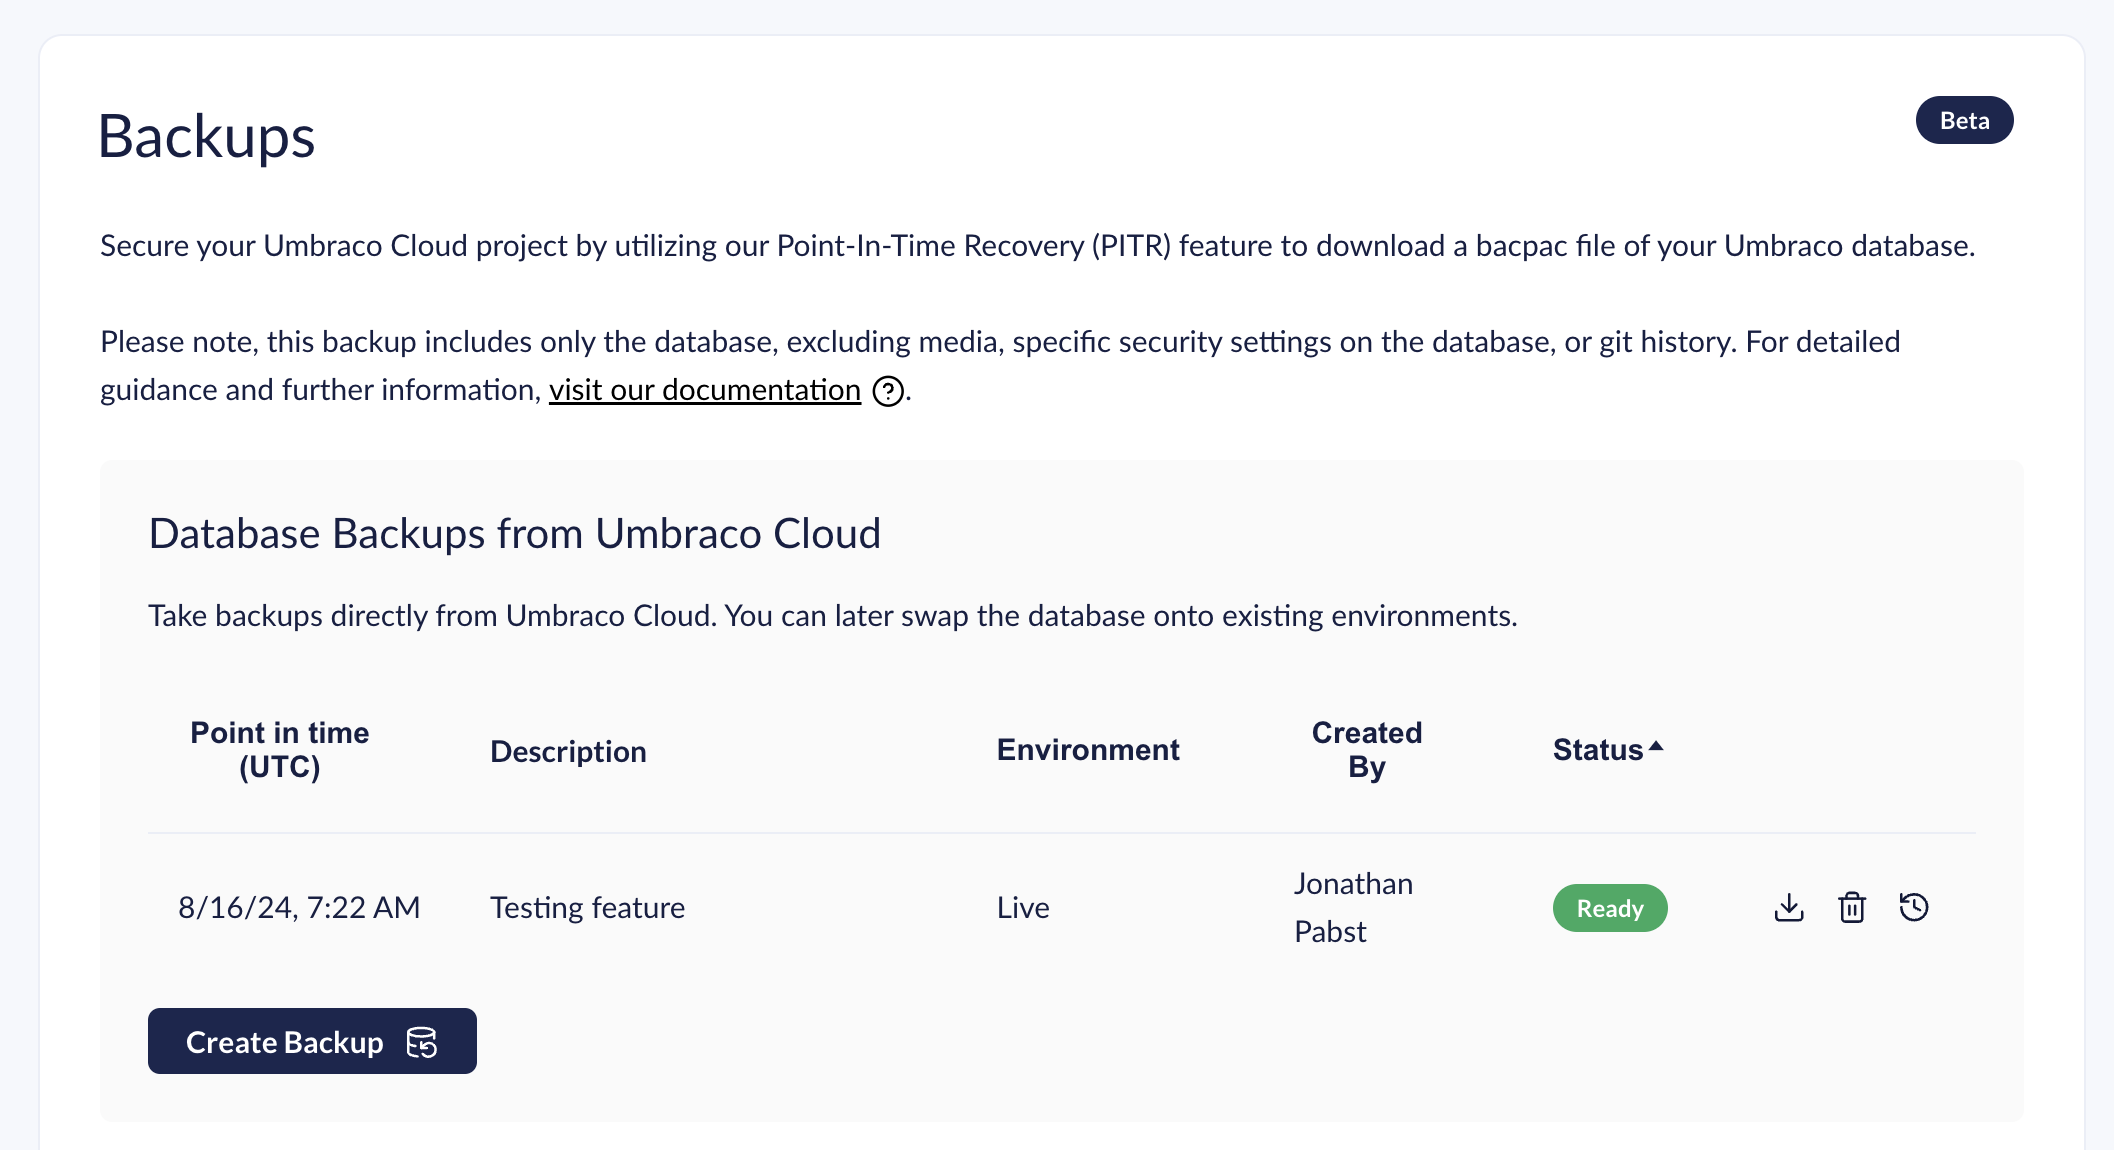 Backups
Beta
Secure your Umbraco Cloud project by utilizing our Point-In-Time Recovery (PITR) feature to download a bacpac file of your Umbraco database.
Please note, this backup includes only the database, excluding media, specific security settings on the database, or git history. For detailed
guidance and further information, visit our documentation ?.
Database Backups from Umbraco Cloud
Take backups directly from Umbraco Cloud. You can later swap the database onto existing environments.
Point in time
(UTC)
Description
Environment
Created
By
Status
8/16/24, 7:22 AM
Testing feature
Live
Jonathan
Pabst
Ready
Create Backup